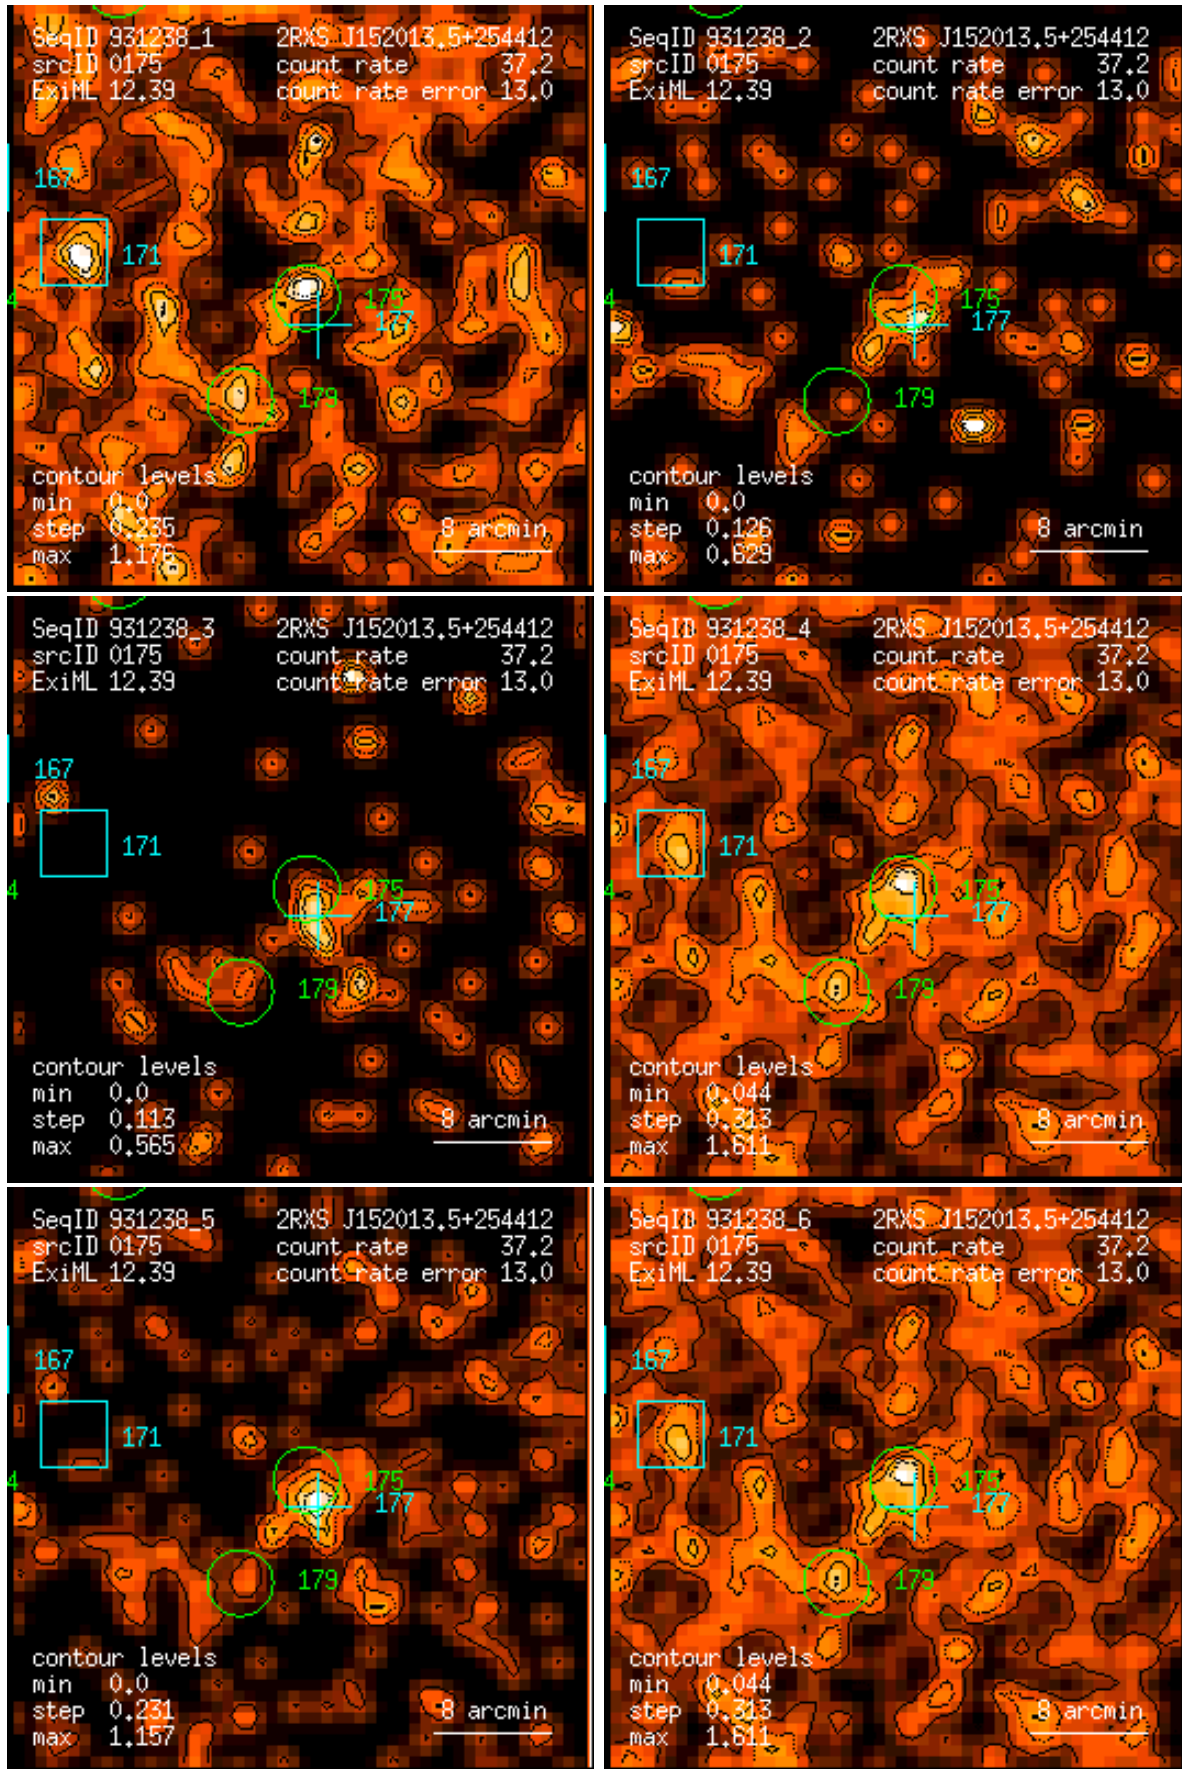 SeqID 931238_1 2RXS J152013.5+254412
srcID 0175 count rate 37.2
ExiML 12.39 count rate error 13.0
167
171
4
175
177
179
contour levels
min 0.0
step 0.235
max 1.176
8 arcmin
SeqID 931238_2 2RXS J152013.5+254412
srcID 0175 count rate 37.2
ExiML 12.39 count rate error 13.0
167
171
4
175
177
179
contour levels
min 0.0
step 0.126
max 0.629
8 arcmin
SeqID 931238_3 2RXS J152013.5+254412
srcID 0175 count rate 37.2
ExiML 12.39 count rate error 13.0
167
171
4
175
177
179
contour levels
min 0.0
step 0.113
max 0.565
8 arcmin
SeqID 931238_4 2RXS J152013.5+254412
srcID 0175 count rate 37.2
ExiML 12.39 count rate error 13.0
167
171
4
175
177
179
contour levels
min 0.044
step 0.313
max 1.611
8 arcmin
SeqID 931238_5 2RXS J152013.5+254412
srcID 0175 count rate 37.2
ExiML 12.39 count rate error 13.0
167
171
4
175
177
179
contour levels
min 0.0
step 0.231
max 1.157
8 arcmin
SeqID 931238_6 2RXS J152013.5+254412
srcID 0175 count rate 37.2
ExiML 12.39 count rate error 13.0
167
171
4
175
177
179
contour levels
min 0.044
step 0.313
max 1.611
8 arcmin